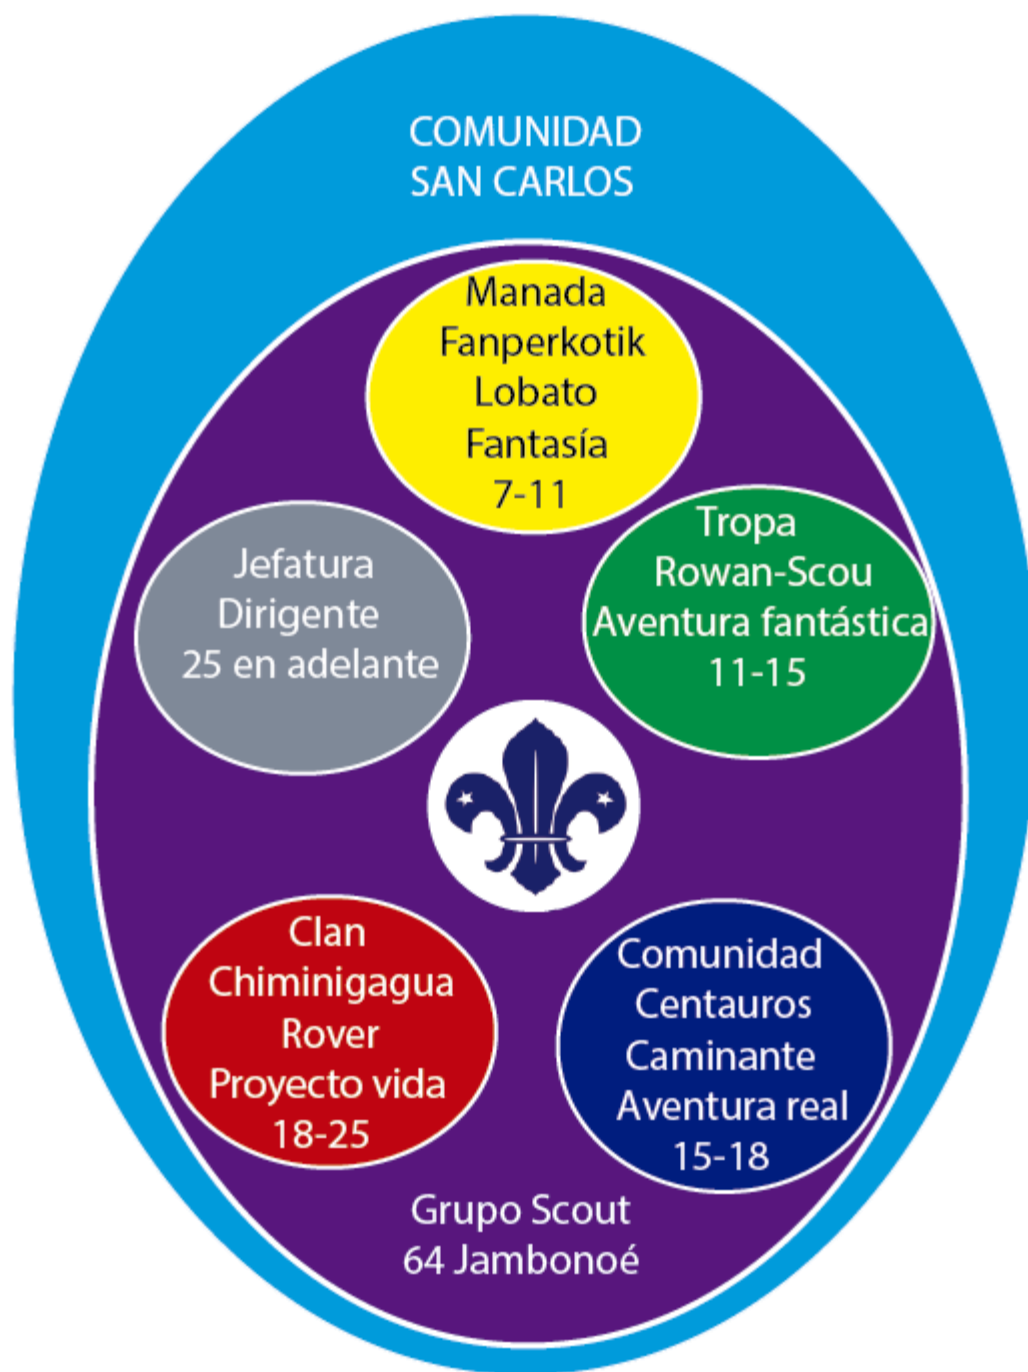 COMUNIDAD
SAN CARLOS
Manada
Fanperkotik
Lobato
Fantasía
7-11
Tropa
Rowan-Scou
Aventura fantástica
11-15
Jefatura
Dirigente
25 en adelante
Clan
Chiminigagua
Rover
Proyecto vida
18-25
Comunidad
Centauros
Caminante
Aventura real
15-18
Grupo Scout
64 Jambonoé